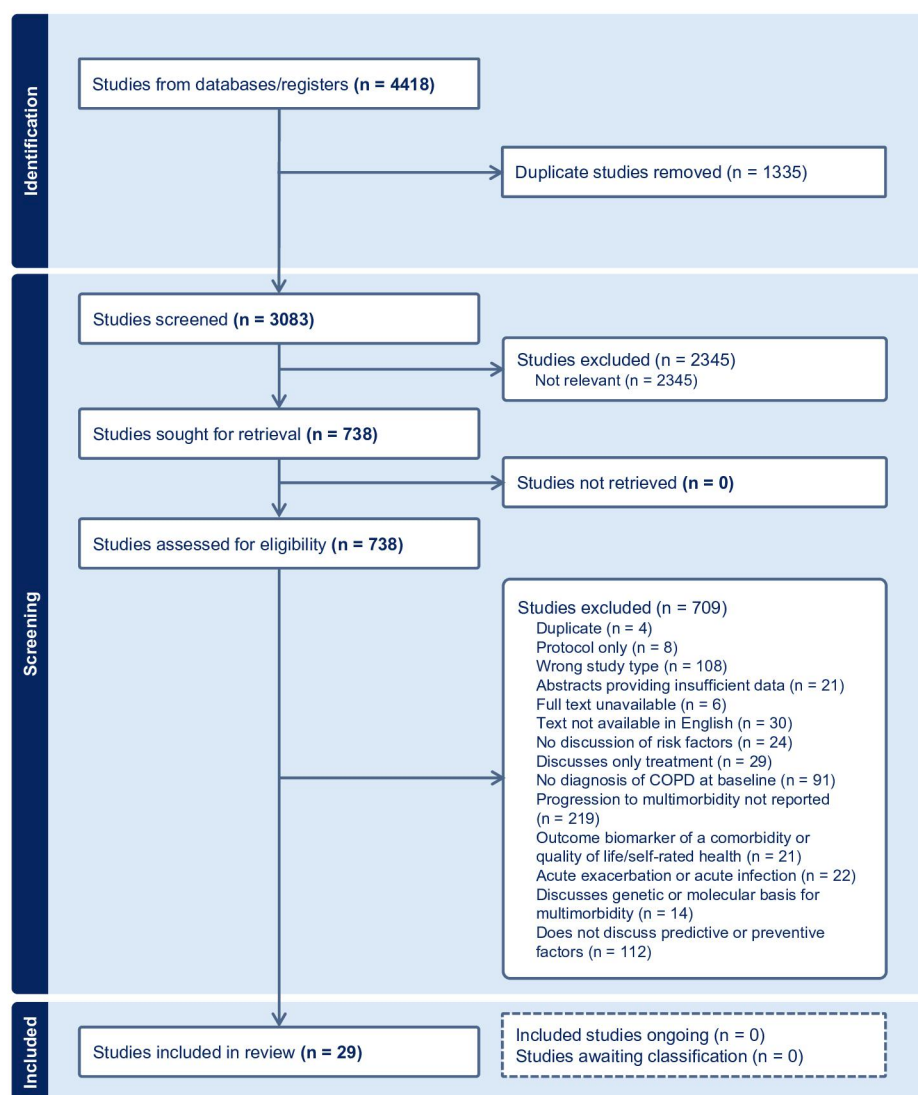 Identification
Studies from databases/registers (n = 4418)
Duplicate studies removed (n = 1335)
Screening
Studies screened (n = 3083)
Studies excluded (n = 2345)
Not relevant (n = 2345)
Studies sought for retrieval (n = 738)
Studies not retrieved (n = 0)
Studies assessed for eligibility (n = 738)
Studies excluded (n = 709)
Duplicate (n = 4)
Protocol only (n = 8)
Wrong study type (n = 108)
Abstracts providing insufficient data (n = 21)
Full text unavailable (n = 6)
Text not available in English (n = 30)
No discussion of risk factors (n = 24)
Discusses only treatment (n = 29)
No diagnosis of COPD at baseline (n = 91)
Progression to multimorbidity not reported
(n = 219)
Outcome biomarker of a comorbidity or
quality of life/self-rated health (n = 21)
Acute exacerbation or acute infection (n = 22)
Discusses genetic or molecular basis for
multimorbidity (n = 14)
Does not discuss predictive or preventive
factors (n = 112)
Included
Studies included in review (n = 29)
Included studies ongoing (n = 0)
Studies awaiting classification (n = 0)